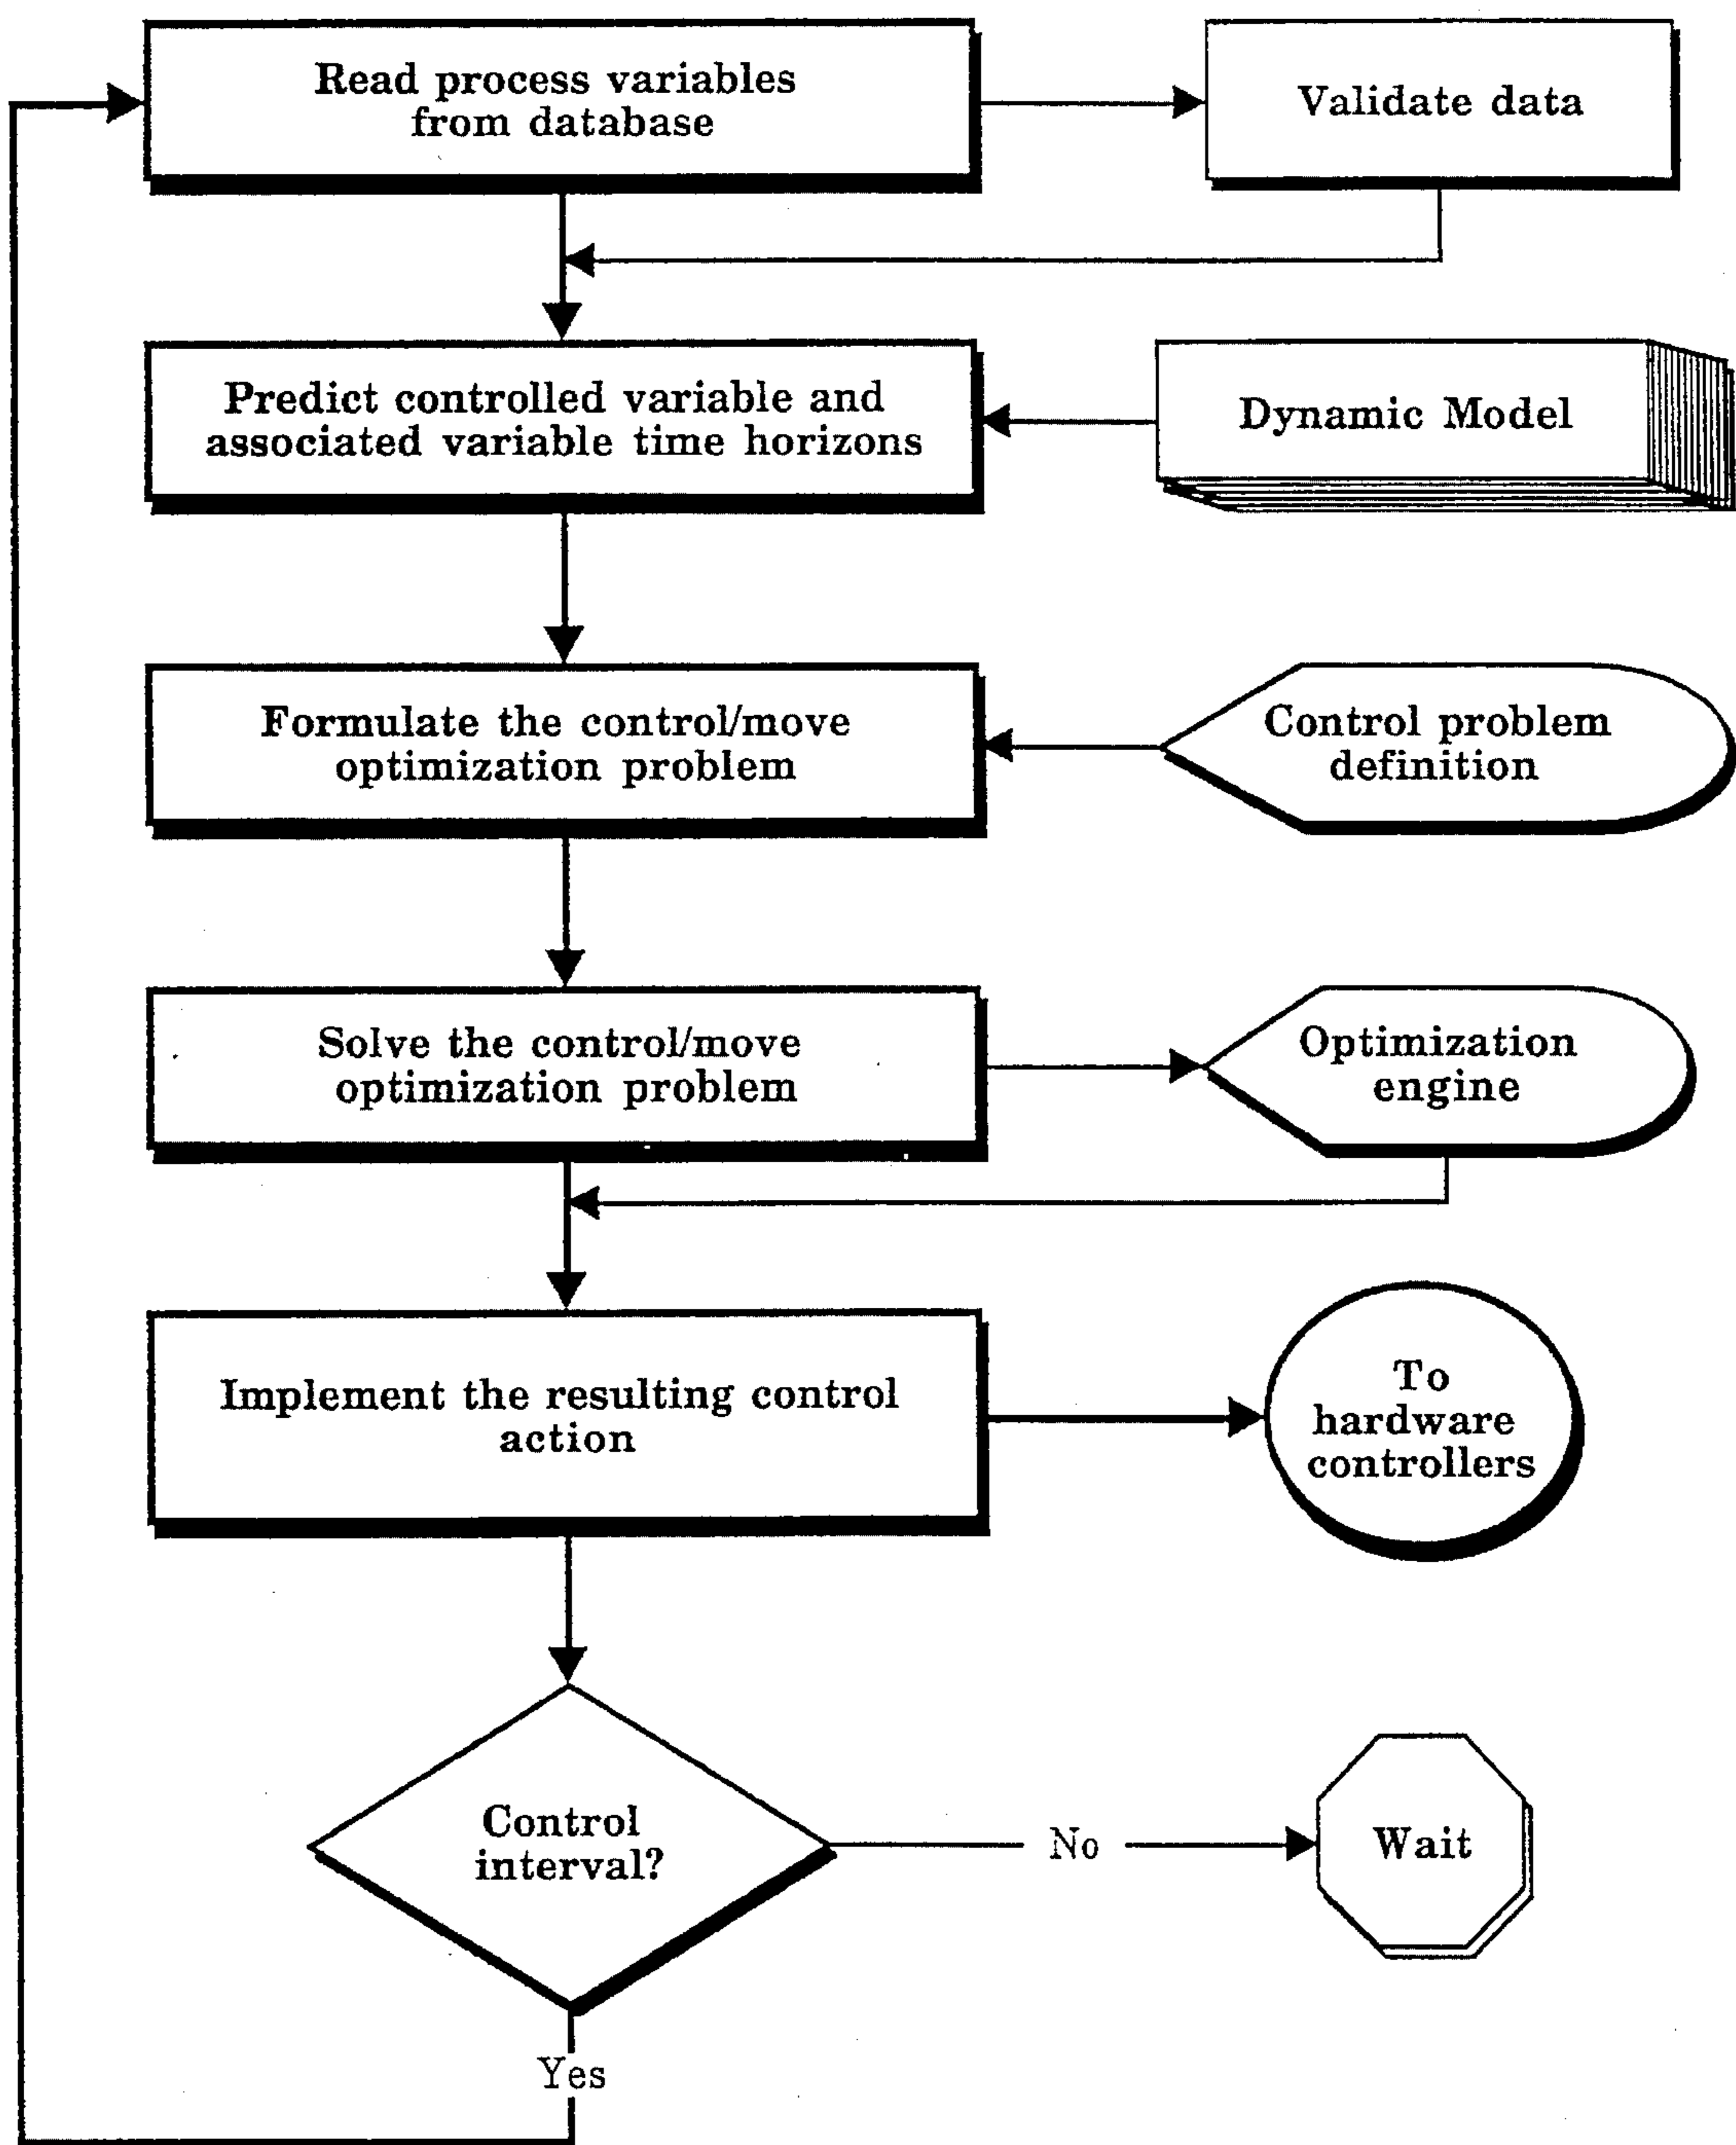 Read process variables
from database
Validate data
Predict controlled variable and
associated variable time horizons
Dynamic Model
Formulate the control/move
optimization problem
Control problem
definition
Solve the control/move
optimization problem
Optimization
engine
Implement the resulting control
action
To
hardware
controllers
Control
interval?
No
Wait
Yes